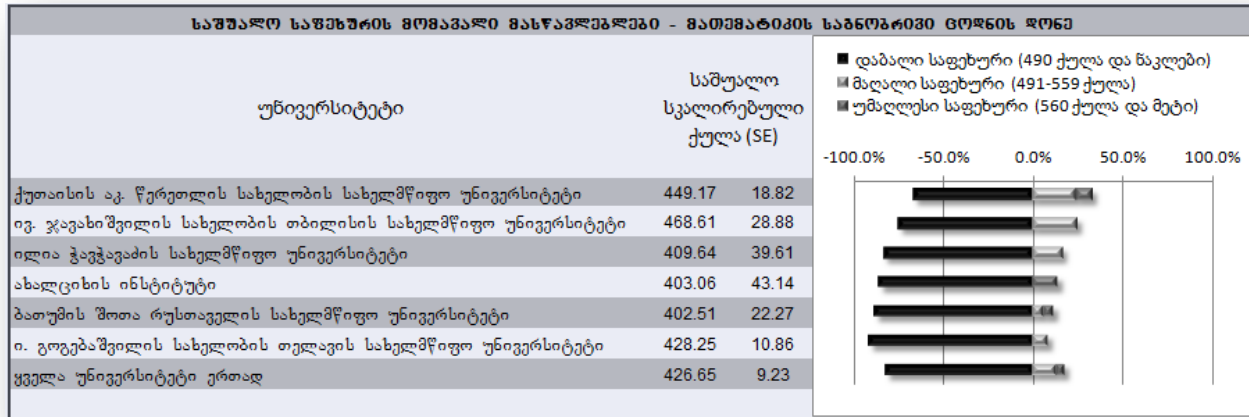 საშუალო საფეხურის მომავალი მასწავლებლები - მათემატიკის საგნობრივი ცოდნის დონე
უნივერსიტეტი
საშუალო
სკალირებული
ქულა (SE)
დაბალი საფეხური (490 ქულა და ნაკლები)
მაღალი საფეხური (491-559 ქულა)
უმაღლესი საფეხური (560 ქულა და მეტი)
-100.0% -50.0% 0.0% 50.0% 100.0%
ქუთაისის აკ. წერეთლის სახელობის სახელმწიფო უნივერსიტეტი 449.17 18.82
ივ. ჯავახიშვილის სახელობის თბილისის სახელმწიფო უნივერსიტეტი 468.61 28.88
ილია ჭავჭავაძის სახელმწიფო უნივერსიტეტი 409.64 39.61
ახალციხის ინსტიტუტი 403.06 43.14
ბათუმის შოთა რუსთაველის სახელმწიფო უნივერსიტეტი 402.51 22.27
ი. გოგებაშვილის სახელობის თელავის სახელმწიფო უნივერსიტეტი 428.25 10.86
ყველა უნივერსიტეტი ერთად 426.65 9.23